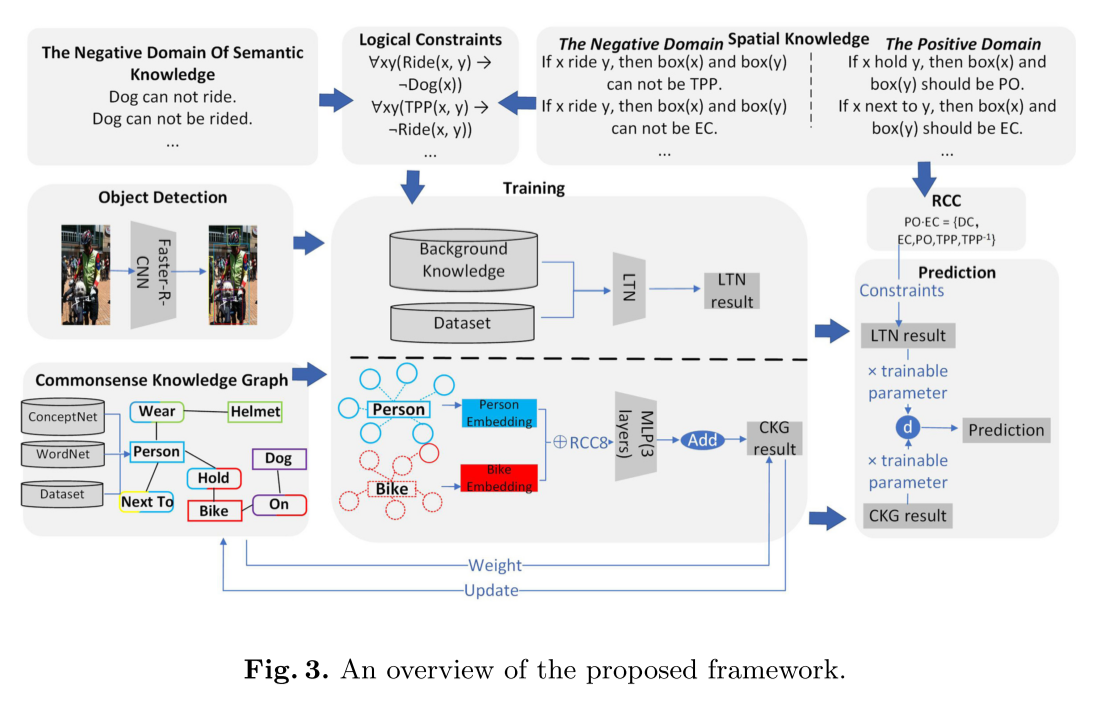 The Negative Domain Of Semantic
Knowledge
Dog can not ride.
Dog can not be rided.
...
Logical Constraints
∀xy(Ride(x, y) →
¬Dog(x))
∀xy(TPP(x, y) →
¬Ride(x, y))
...
Spatial Knowledge
The Negative Domain
If x ride y, then box(x) and box(y)
can not be TPP.
If x ride y, then box(x) and box(y)
can not be EC.
...
The Positive Domain
If x hold y, then box(x) and
box(y) should be PO.
If x next to y, then box(x) and
box(y) should be EC.
...
Object Detection
Faster-R-
CNN
Training
Background
Knowledge
Dataset
LTN
LTN
result
RCC
PO·EC = {DC,
EC,PO,TPP,TPP⁻¹}
Prediction
Constraints
LTN result
× trainable
parameter
d
Prediction
× trainable
parameter
CKG result
Commonsense Knowledge Graph
ConceptNet
WordNet
Dataset
Wear
Helmet
Person
Dog
Hold
Next To
Bike
On
Person
Person
Embedding
Bike
Bike
Embedding
⊕RCC8
MLP(3
layers)
Add
CKG
result
Weight
Update
Fig. 3. An overview of the proposed framework.